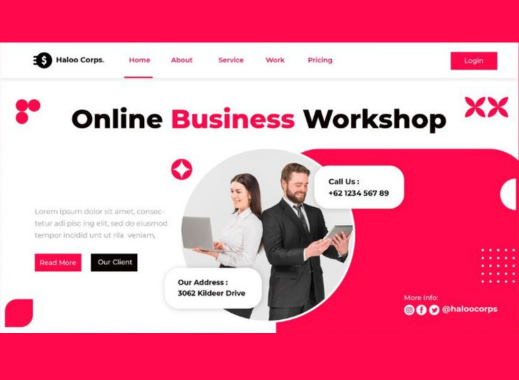 Haloo Corps.
Home
About
Service
Work
Pricing
Login
Online Business Workshop
Call Us :
+62 1234 567 89
Lorem ipsum dolor sit amet, consec-
tetur adi pisc ing elit, sed do eiusmod
tempor incidid unt ut rila veniam,
Read More
Our Client
Our Address :
3062 Kildeer Drive
More Info:
@haloocorps